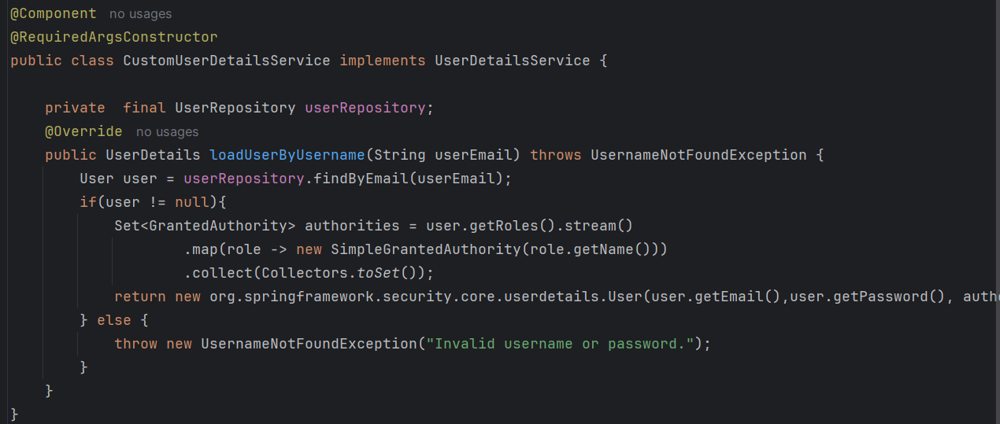 @Component no usages
@RequiredArgsConstructor
public class CustomUserDetailsService implements UserDetailsService {
private  final UserRepository userRepository;
@Override no usages
public UserDetails loadUserByUsername(String userEmail) throws UsernameNotFoundException {
User user = userRepository.findByEmail(userEmail);
if(user != null){
Set<GrantedAuthority> authorities = user.getRoles().stream()
.map(role -> new SimpleGrantedAuthority(role.getName()))
.collect(Collectors.toSet());
return new org.springframework.security.core.userdetails.User(user.getEmail(),user.getPassword(),
} else {
throw new UsernameNotFoundException("Invalid username or password.");
}
}
}